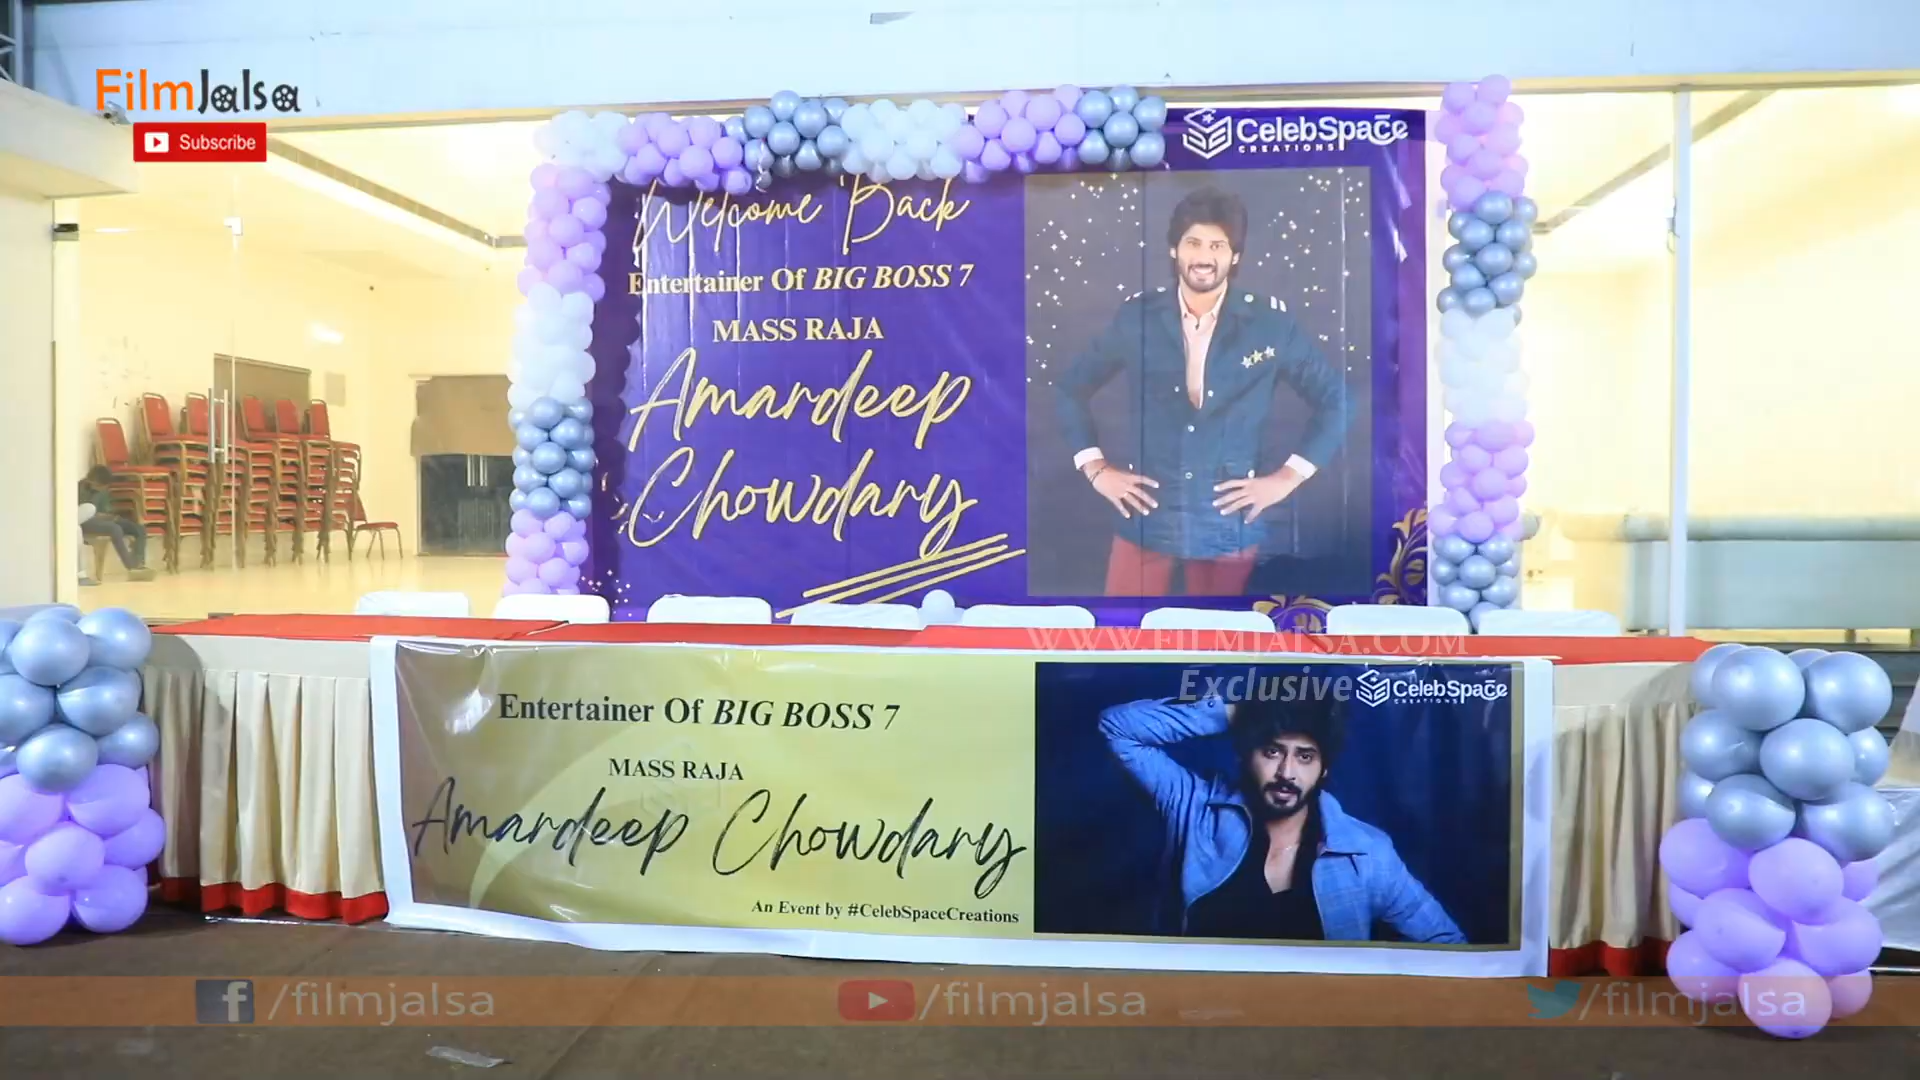 FilmJalsa
Subscribe
CelebSpace
CREATIONS
Welcome Back
Entertainer Of BIG BOSS 7
MASS RAJA
Amardeep
Chowdary
WWW.FILMJALSA.COM
Exclusive
CelebSpace
CREATIONS
Entertainer Of BIG BOSS 7
MASS RAJA
Amardeep Chowdary
An Event by #CelebSpaceCreations
/filmjalsa
/filmjalsa
/filmjalsa